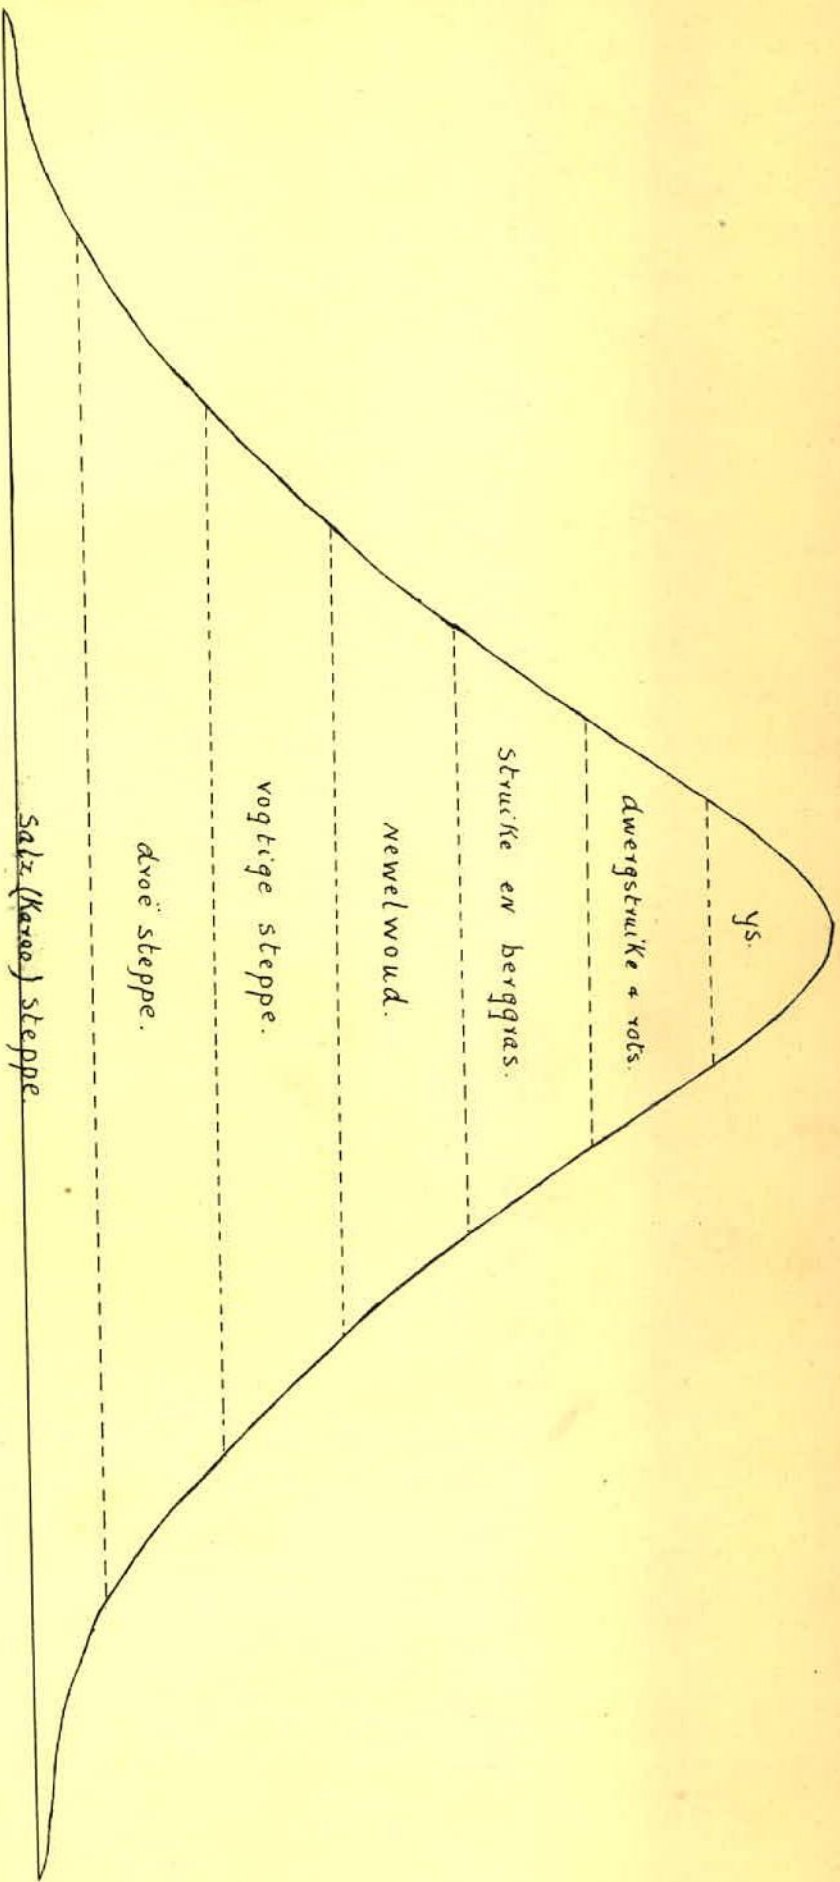 ys.
dwergstruike & rots.
struike en berggras.
Newelwoud.
vogtige steppe.
droë steppe.
Salz (Karoo) steppe.